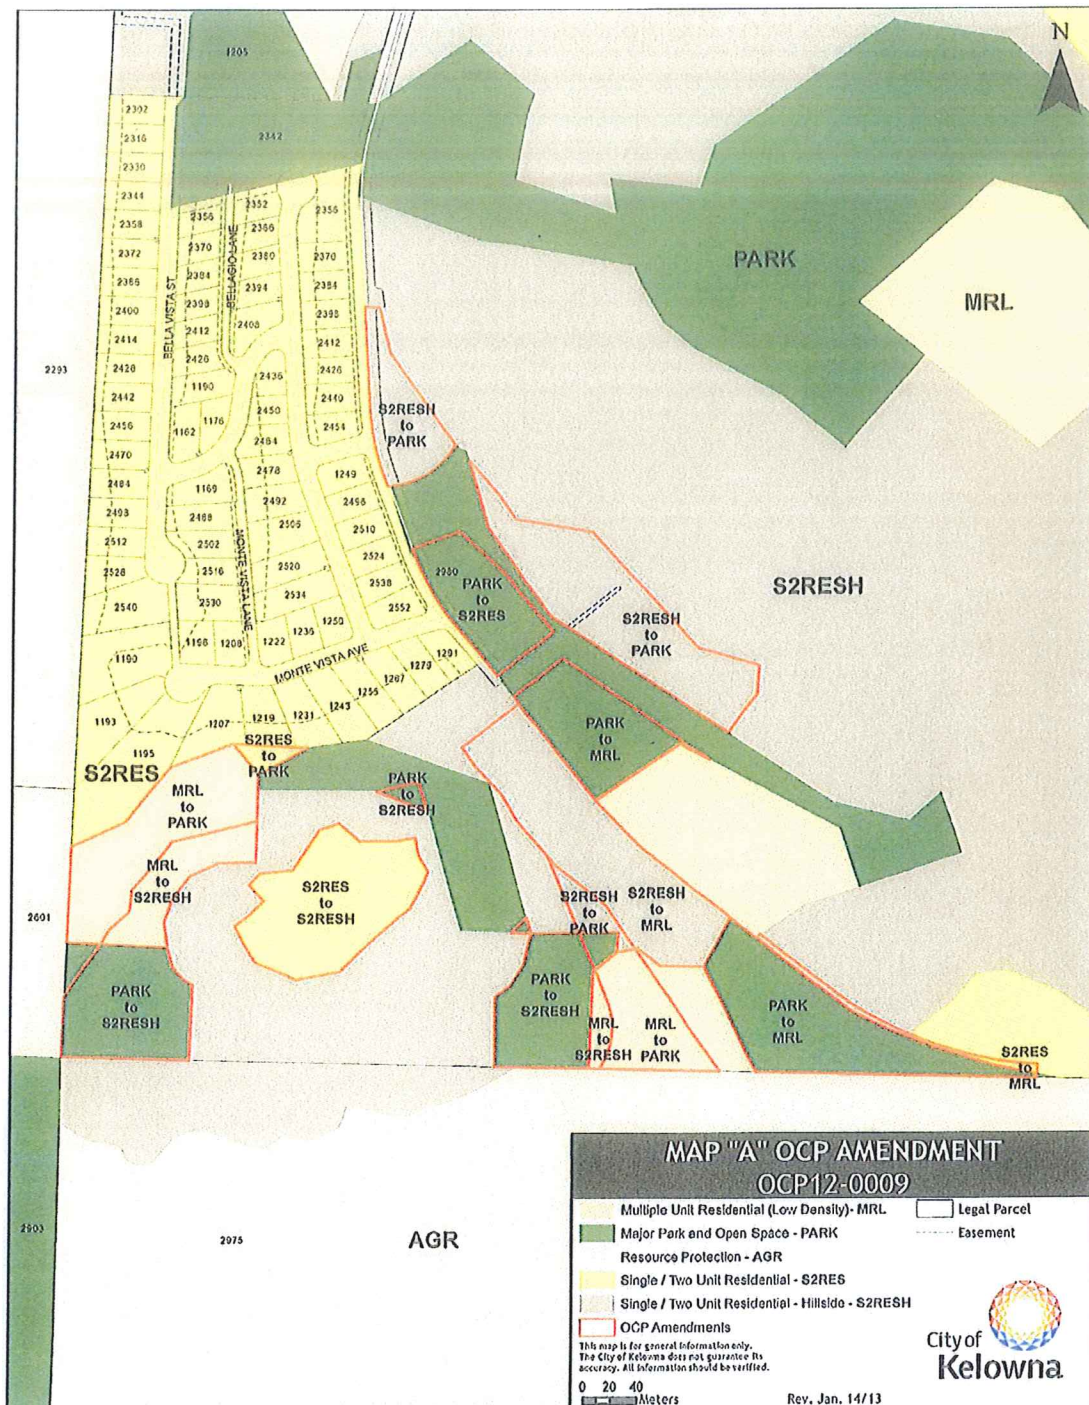 N
1205
2302
2316
2330
2344
2358
2372
2386
2400
2414
2428
2442
2456
2470
2484
2498
2512
2526
2540
2342
2352
2366
2380
2394
2408
2356
2370
2384
2398
2412
2426
1190
1162
1176
2356
2370
2384
2398
2412
2426
2440
2454
BELLA VISTA ST
BELLAGIO LANE
2293
2436
2450
2464
2478
2492
2506
2520
2534
1249
2496
2510
2524
2538
2552
1169
2488
2502
2516
2530
MONTE VISTA LANE
1196
1208
1222
1236
1250
MONTE VISTA AVE
1190
1193
1195
1207
1219
1231
1243
1255
1267
1279
1291
PARK
MRL
S2RESH
to
PARK
2980
PARK
to
S2RES
S2RESH
to
PARK
S2RESH
PARK
to
MRL
S2RES
S2RES
to
PARK
MRL
to
PARK
PARK
to
S2RESH
MRL
to
S2RESH
S2RES
to
S2RESH
2601
S2RESH
to
PARK
S2RESH
to
MRL
PARK
to
S2RESH
PARK
to
S2RESH
MRL
to
S2RESH
MRL
to
PARK
PARK
to
MRL
S2RES
to
MRL
2903
2975
AGR
MAP "A" OCP AMENDMENT
OCP12-0009
Multiple Unit Residential (Low Density)- MRL
Major Park and Open Space - PARK
Resource Protection - AGR
Single / Two Unit Residential - S2RES
Single / Two Unit Residential - Hillside - S2RESH
OCP Amendments
Legal Parcel
Easement
This map is for general information only.
The City of Kelowna does not guarantee its
accuracy. All information should be verified.
0 20 40
Meters
Rev. Jan. 14/13
City of
Kelowna